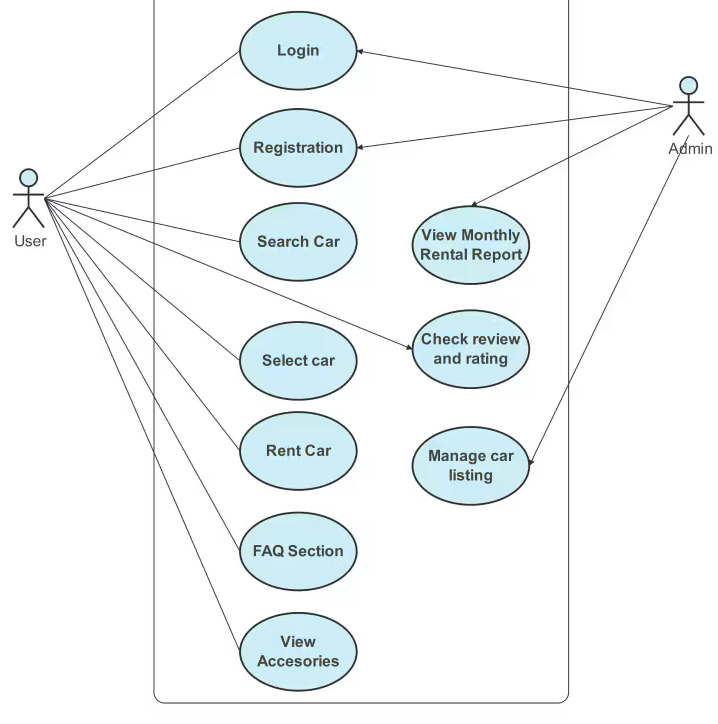 Login
Registration
Admin
User
Search Car
View Monthly
Rental Report
Check review
and rating
Select car
Rent Car
Manage car
listing
FAQ Section
View
Accesories